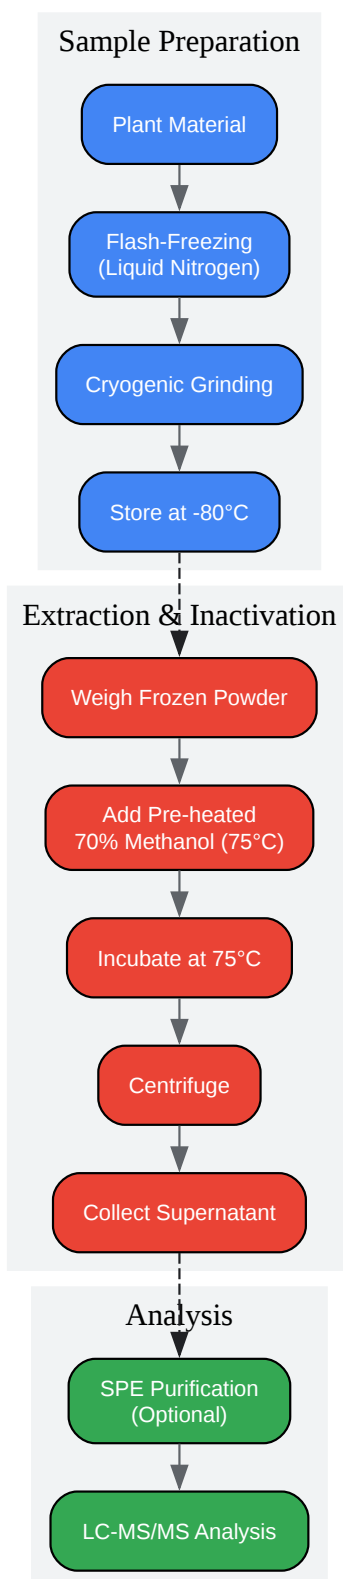 Sample Preparation
Plant Material
Flash-Freezing
(Liquid Nitrogen)
Cryogenic Grinding
Store at -80°C
Extraction & Inactivation
Weigh Frozen Powder
Add Pre-heated
70% Methanol (75°C)
Incubate at 75°C
Centrifuge
Collect Supernatant
Analysis
SPE Purification
(Optional)
LC-MS/MS Analysis